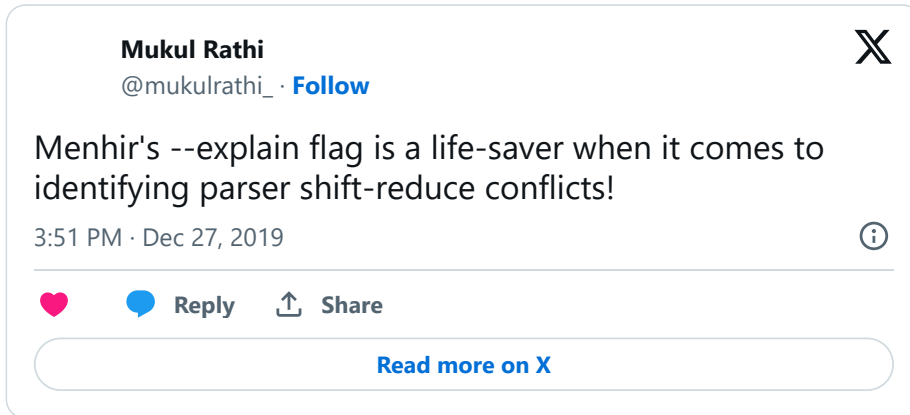 Mukul Rathi
@mukulrathi_ · Follow
Menhir's --explain flag is a life-saver when it comes to
identifying parser shift-reduce conflicts!
3:51 PM · Dec 27, 2019
Reply Share
Read more on X